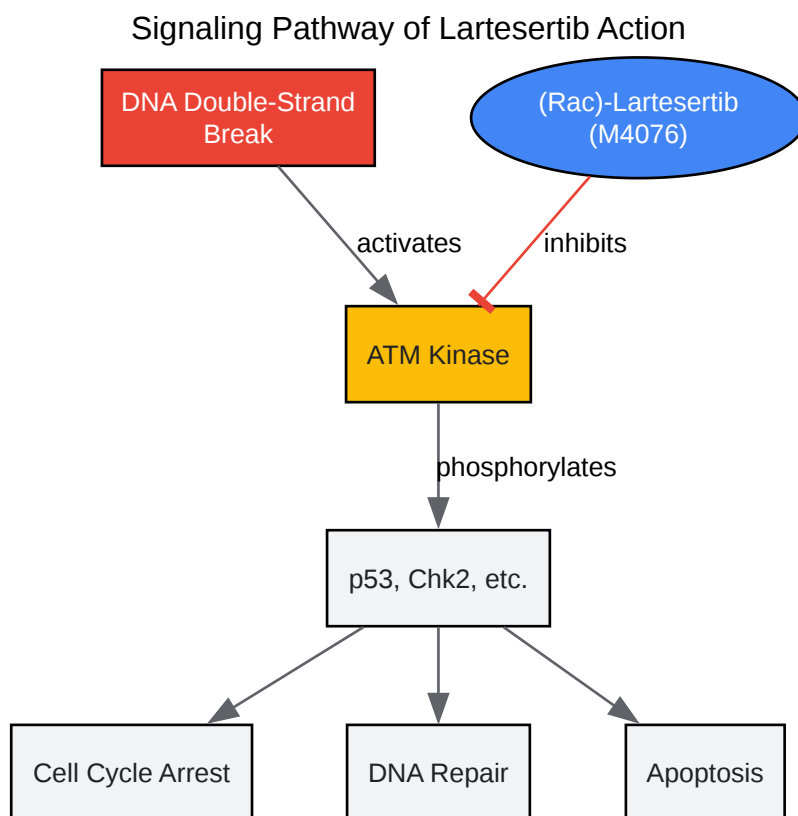 Signaling Pathway of Lartesertib Action
DNA Double-Strand
Break
(Rac)-Lartesertib
(M4076)
activates
inhibits
ATM Kinase
phosphorylates
p53, Chk2, etc.
Cell Cycle Arrest
DNA Repair
Apoptosis